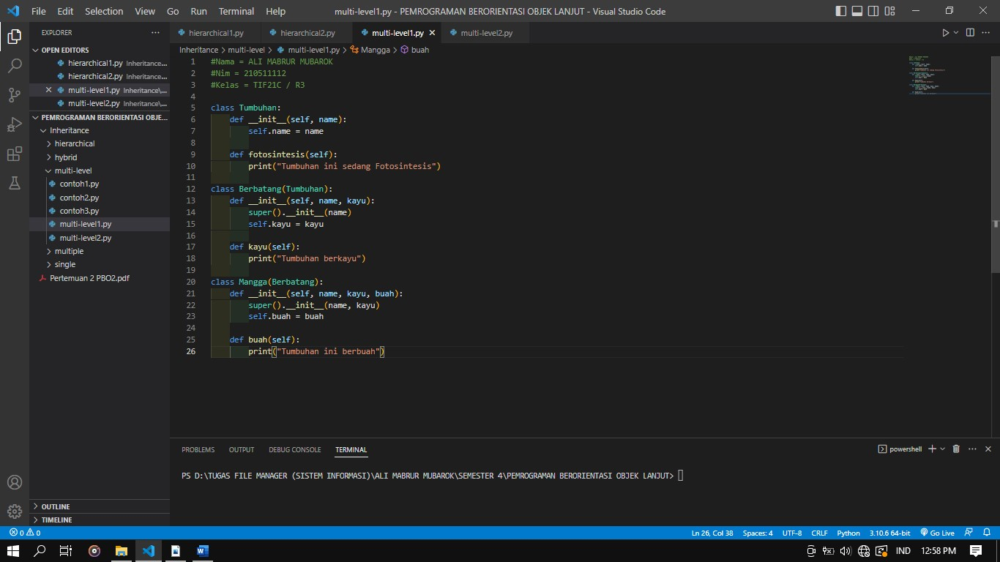 File Edit Selection View Go Run Terminal Help
multi-level1.py - PEMROGRAMAN BERORIENTASI OBJEK LANJUT - Visual Studio Code
EXPLORER
OPEN EDITORS
hierarchical1.py Inheritance...
hierarchical2.py Inheritance...
multi-level1.py Inheritance\...
multi-level2.py Inheritance\...
PEMROGRAMAN BERORIENTASI OBJE...
Inheritance
hierarchical
hybrid
multi-level
contoh1.py
contoh2.py
contoh3.py
multi-level1.py
multi-level2.py
multiple
single
Pertemuan 2 PBO2.pdf
OUTLINE
TIMELINE
hierarchical1.py hierarchical2.py multi-level1.py multi-level2.py
Inheritance > multi-level > multi-level1.py > Mangga > buah
1 #Nama = ALI MABRUR MUBAROK
2 #Nim = 210511112
3 #Kelas = TIF21C / R3
4
5 class Tumbuhan:
6 def __init__(self, name):
7 self.name = name
8
9 def fotosintesis(self):
10 print("Tumbuhan ini sedang Fotosintesis")
11
12 class Berbatang(Tumbuhan):
13 def __init__(self, name, kayu):
14 super().__init__(name)
15 self.kayu = kayu
16
17 def kayu(self):
18 print("Tumbuhan berkayu")
19
20 class Mangga(Berbatang):
21 def __init__(self, name, kayu, buah):
22 super().__init__(name, kayu)
23 self.buah = buah
24
25 def buah(self):
26 print("Tumbuhan ini berbuah")
PROBLEMS OUTPUT DEBUG CONSOLE TERMINAL
powershell
PS D:\TUGAS FILE MANAGER (SISTEM INFORMASI)\ALI MABRUR MUBAROK\SEMESTER 4\PEMROGRAMAN BERORIENTASI OBJEK LANJUT>
0 0
Ln 26, Col 38 Spaces: 4 UTF-8 CRLF Python 3.10.6 64-bit Go Live
IND 12:58 PM